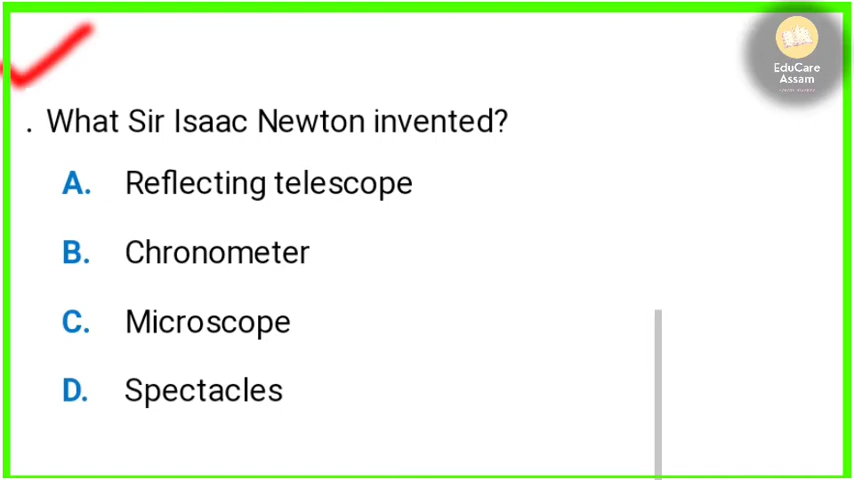 EduCare
Assam
. What Sir Isaac Newton invented?
A. Reflecting telescope
B. Chronometer
C. Microscope
D. Spectacles